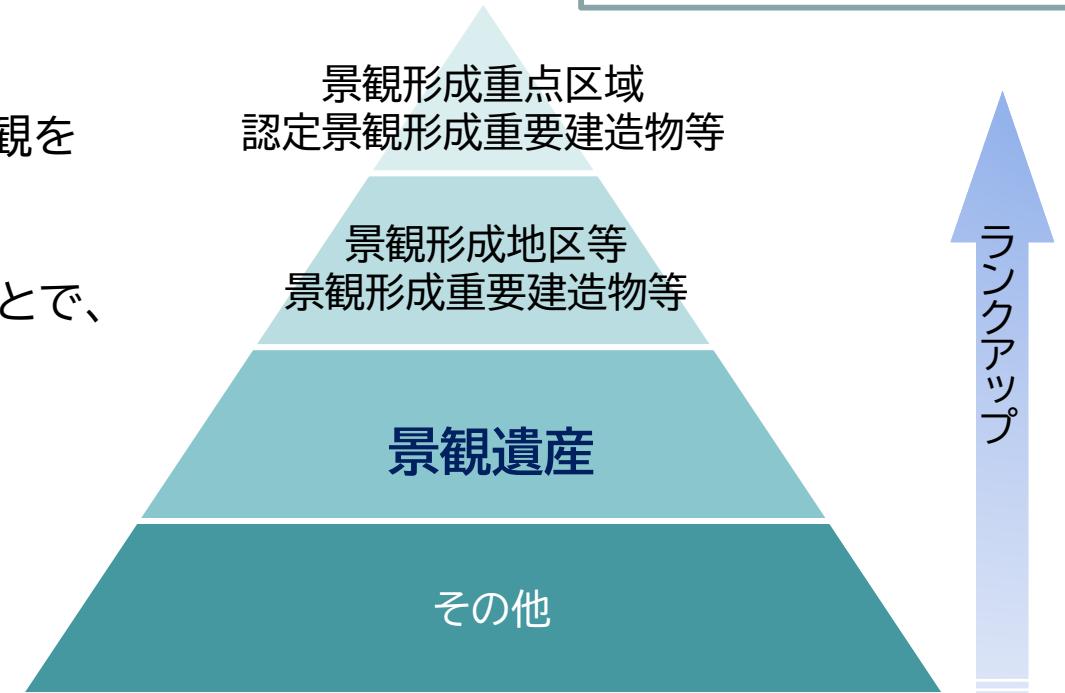 観を
とで、
景観形成重点区域
認定景観形成重要建造物等
景観形成地区等
景観形成重要建造物等
景観遺産
その他
ランクアップ